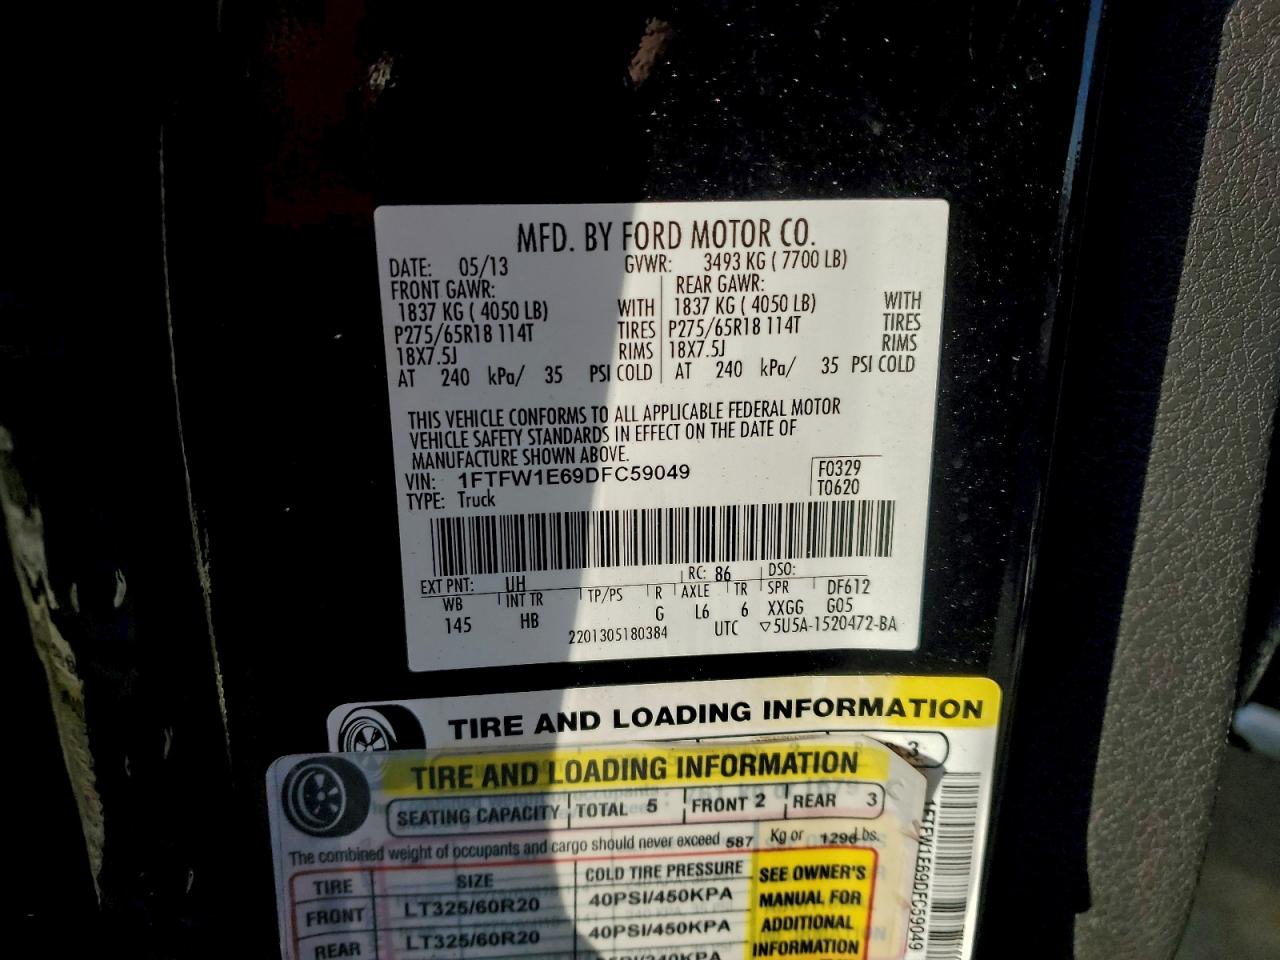 MFD. BY FORD MOTOR CO.
DATE: 05/13 GVWR: 3493 KG ( 7700 LB)
FRONT GAWR: REAR GAWR:
1837 KG ( 4050 LB) WITH 1837 KG ( 4050 LB) WITH
P275/65R18 114T TIRES P275/65R18 114T TIRES
18X7.5J RIMS 18X7.5J RIMS
AT 240 kPa/ 35 PSI COLD AT 240 kPa/ 35 PSI COLD
THIS VEHICLE CONFORMS TO ALL APPLICABLE FEDERAL MOTOR
VEHICLE SAFETY STANDARDS IN EFFECT ON THE DATE OF
MANUFACTURE SHOWN ABOVE.
VIN: 1FTFW1E69DFC59049 F0329
TYPE: Truck T0620
EXT PNT: UH RC: 86 DSO:
WB INT TR TP/PS R AXLE TR SPR DF612
145 HB G L6 6 XXGG G05
2201305180384 UTC ▽5U5A-1520472-BA
TIRE AND LOADING INFORMATION
3
1FTFW1E69DFC59049
TIRE AND LOADING INFORMATION
SEATING CAPACITY TOTAL 5 FRONT 2 REAR 3
The combined weight of occupants and cargo should never exceed 587 Kg or 1296 Lbs.
TIRE SIZE COLD TIRE PRESSURE SEE OWNER'S
FRONT LT325/60R20 40PSI/450KPA MANUAL FOR
REAR LT325/60R20 40PSI/450KPA ADDITIONAL
INFORMATION